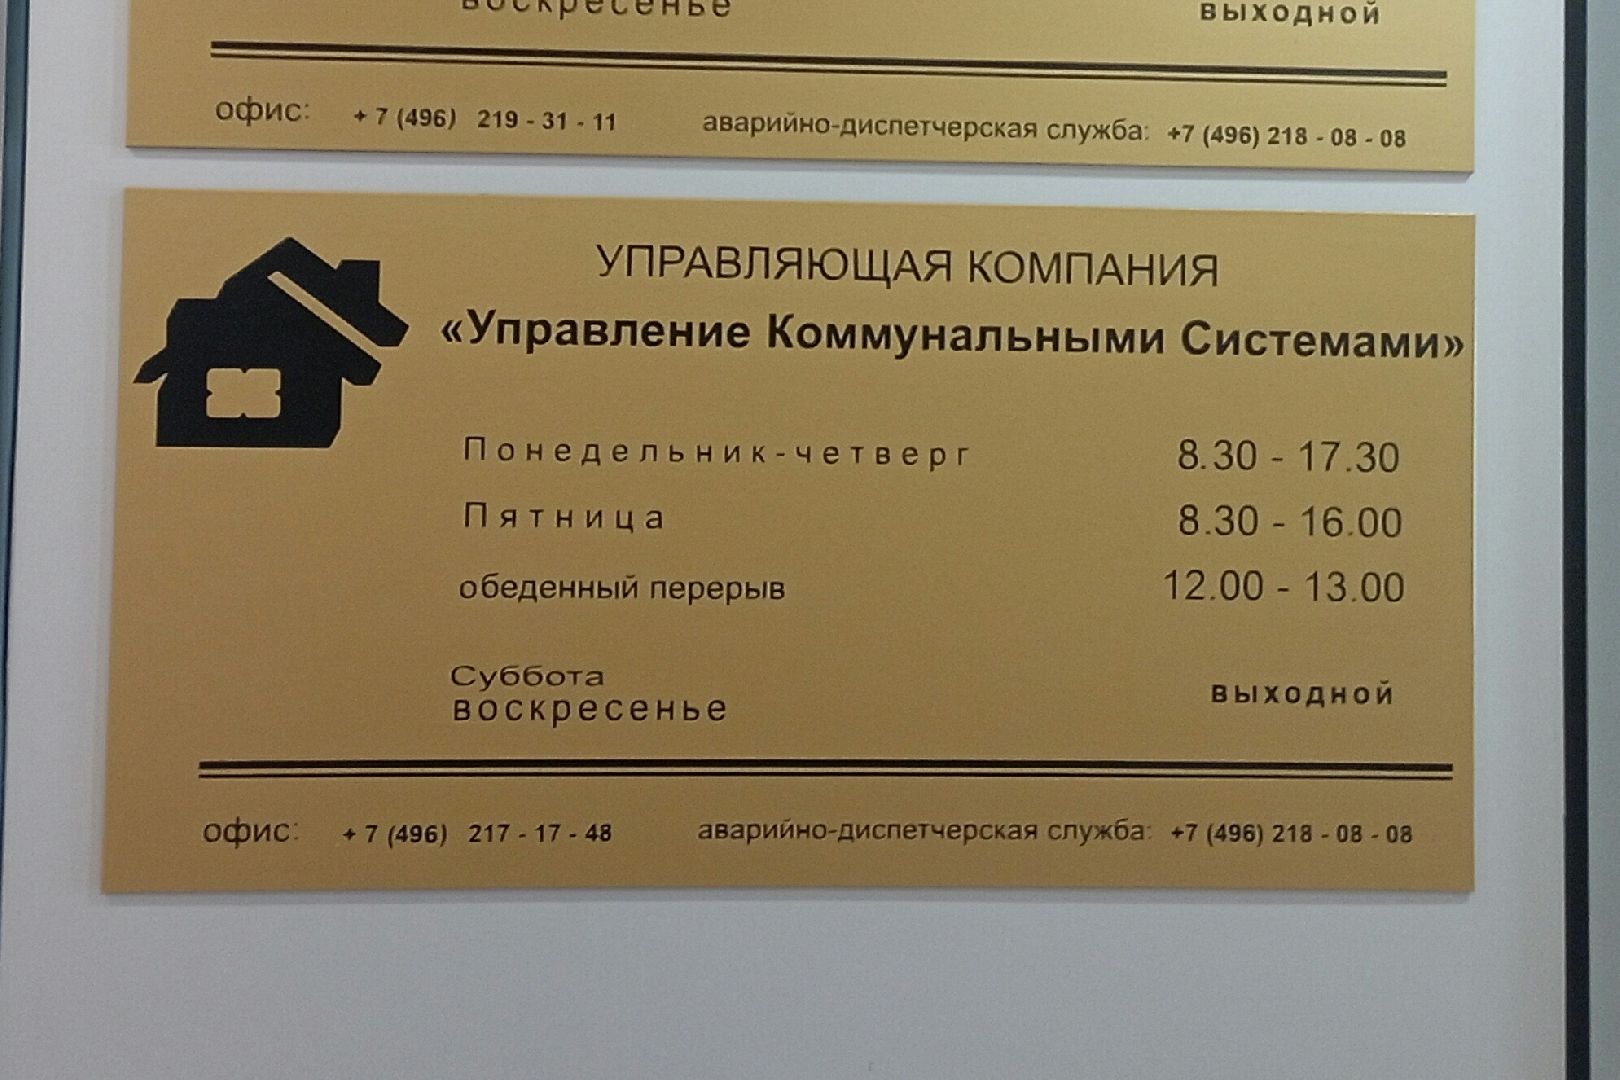 воскресенье выходной
офис: + 7 (496) 219 - 31 - 11 аварийно-диспетчерская служба: +7 (496) 218 - 08 - 08
УПРАВЛЯЮЩАЯ КОМПАНИЯ
«Управление Коммунальными Системами»
Понедельник-четверг 8.30 - 17.30
Пятница 8.30 - 16.00
обеденный перерыв 12.00 - 13.00
Суббота
воскресенье выходной
офис: + 7 (496) 217 - 17 - 48 аварийно-диспетчерская служба: +7 (496) 218 - 08 - 08